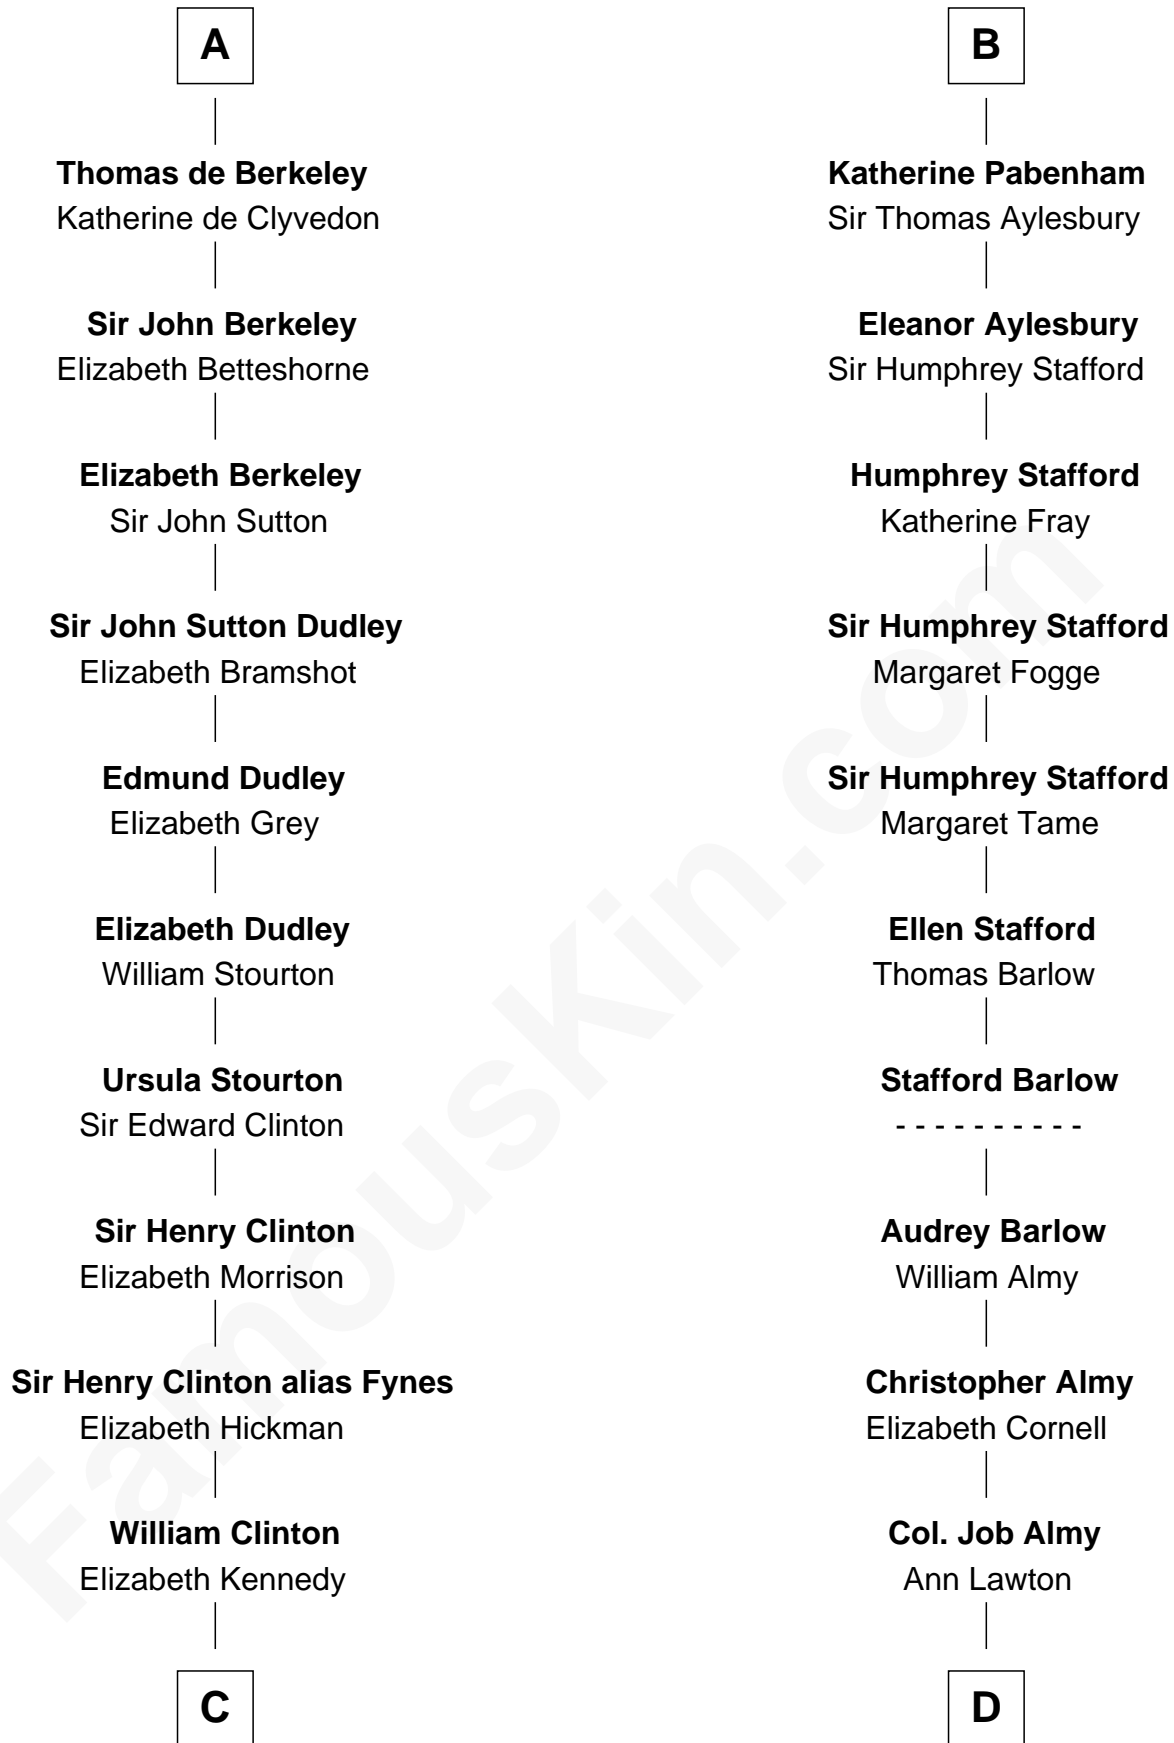 A
Thomas de Berkeley
Katherine de Clyvedon
Sir John Berkeley
Elizabeth Betteshorne
Elizabeth Berkeley
Sir John Sutton
Sir John Sutton Dudley
Elizabeth Bramshot
Edmund Dudley
Elizabeth Grey
Elizabeth Dudley
William Stourton
Ursula Stourton
Sir Edward Clinton
Sir Henry Clinton
Elizabeth Morrison
Sir Henry Clinton alias Fynes
Elizabeth Hickman
William Clinton
Elizabeth Kennedy
C
B
Katherine Pabenham
Sir Thomas Aylesbury
Eleanor Aylesbury
Sir Humphrey Stafford
Humphrey Stafford
Katherine Fray
Sir Humphrey Stafford
Margaret Fogge
Sir Humphrey Stafford
Margaret Tame
Ellen Stafford
Thomas Barlow
Stafford Barlow
- - - - - - - - - -
Audrey Barlow
William Almy
Christopher Almy
Elizabeth Cornell
Col. Job Almy
Ann Lawton
D
FamousKin.com